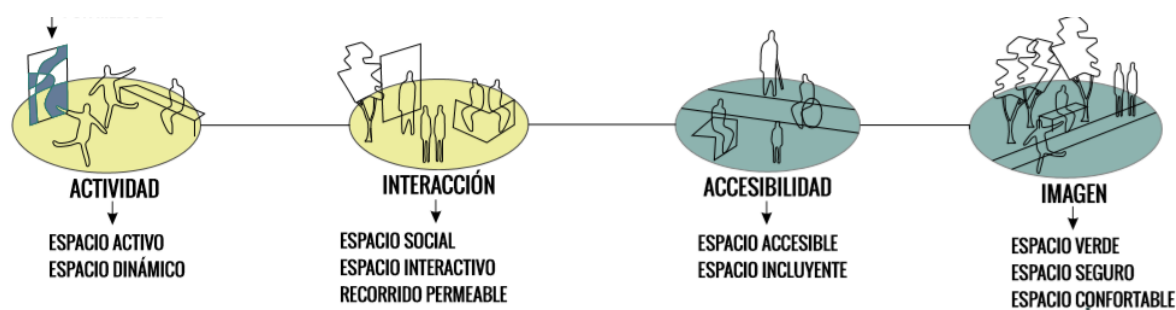 ACTIVIDAD
ESPACIO ACTIVO
ESPACIO DINÁMICO
INTERACCIÓN
ESPACIO SOCIAL
ESPACIO INTERACTIVO
RECORRIDO PERMEABLE
ACCESIBILIDAD
ESPACIO ACCESIBLE
ESPACIO INCLUYENTE
IMAGEN
ESPACIO VERDE
ESPACIO SEGURO
ESPACIO CONFORTABLE